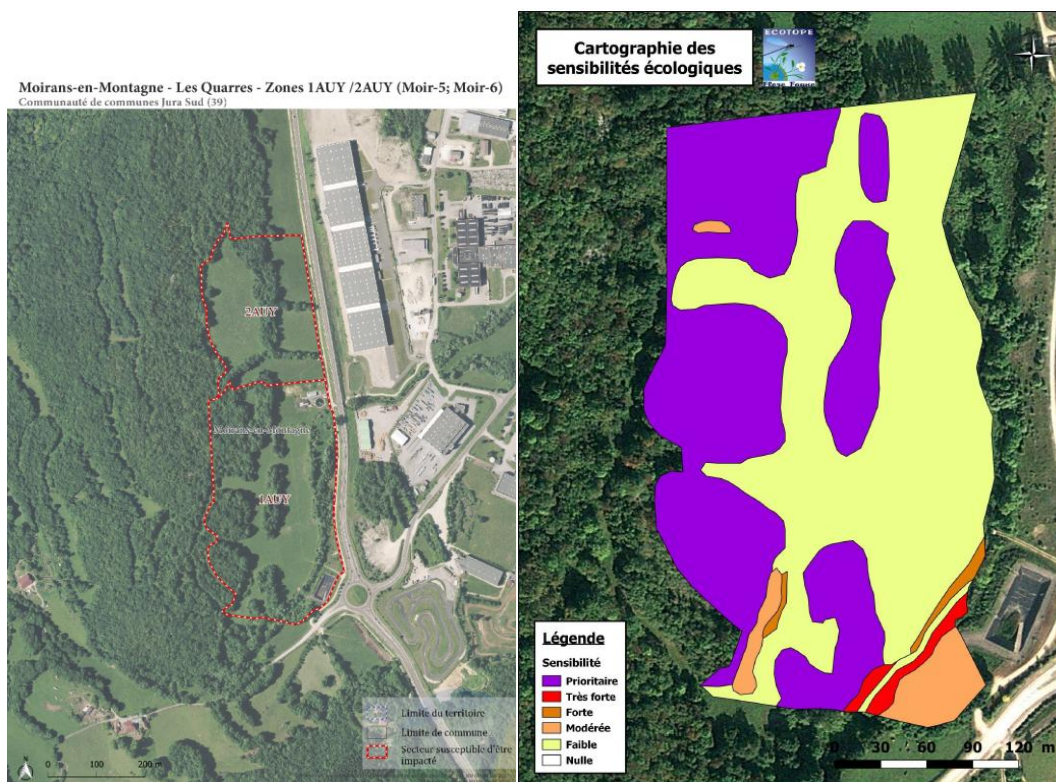 Moirans-en-Montagne - Les Quarres - Zones 1AUY /2AUY (Moir-5; Moir-6)
Communauté de communes Jura Sud (39)
2AUY
Moirans-en-Montagne
1AUY
Limite du territoire
Limite de commune
Secteur susceptible d'être
impacté
N
0 100 200 m
Cartographie des
sensibilités écologiques
ECOTOPE
Légende
Sensibilité
Prioritaire
Très forte
Forte
Modérée
Faible
Nulle
0 30 60 90 120 m